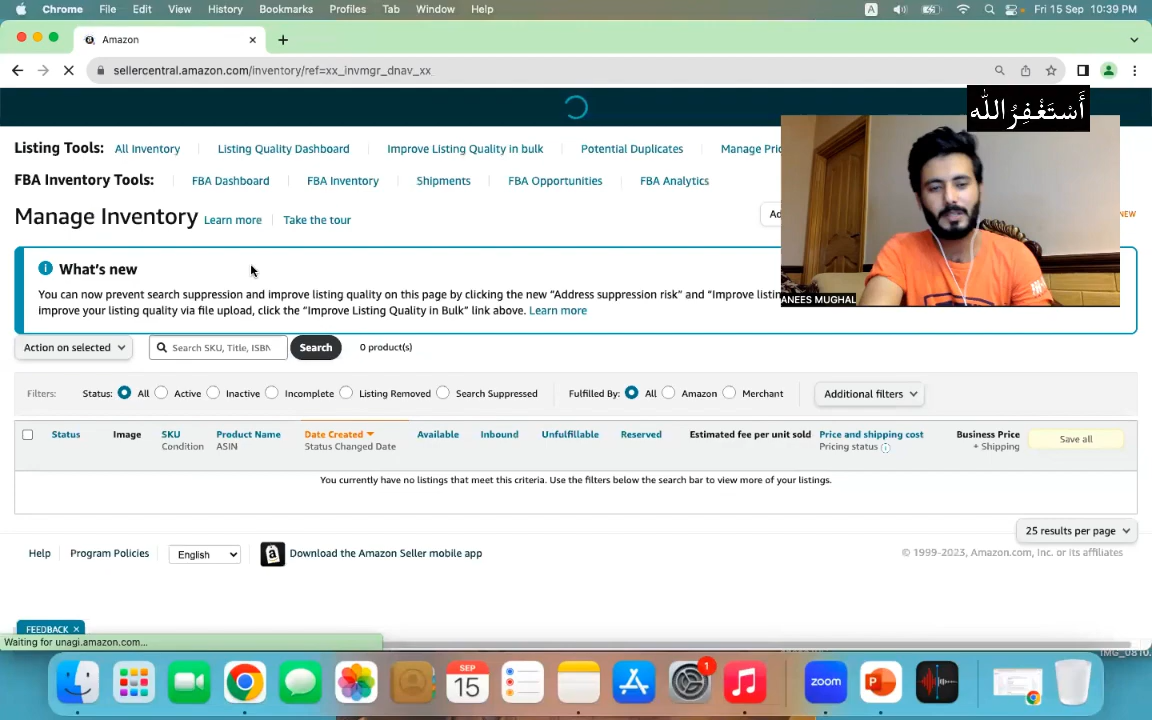 Chrome File Edit View History Bookmarks Profiles Tab Window Help A Fri 15 Sep 10:39 PM
Amazon
sellercentral.amazon.com/inventory/ref=xx_invmgr_dnav_xx
أَسْتَغْفِرُ اللّٰه
Listing Tools: All Inventory Listing Quality Dashboard Improve Listing Quality in bulk Potential Duplicates Manage
FBA Inventory Tools: FBA Dashboard FBA Inventory Shipments FBA Opportunities FBA Analytics
Manage Inventory Learn more Take the tour NEW
What's new
You can now prevent search suppression and improve listing quality on this page by clicking the new "Address suppression risk" and "Improve
improve your listing quality via file upload, click the "Improve Listing Quality in Bulk" link above. Learn more
ANEES MUGHAL
Action on selected Search SKU, Title, ISBN Search 0 product(s)
Filters: Status: All Active Inactive Incomplete Listing Removed Search Suppressed Fulfilled By: All Amazon Merchant Additional filters
Status Image SKU Product Name Date Created Available Inbound Unfulfillable Reserved Estimated fee per unit sold Price and shipping cost Business Price Save all
Condition ASIN Status Changed Date Pricing status + Shipping
You currently have no listings that meet this criteria. Use the filters below the search bar to view more of your listings.
25 results per page
Help Program Policies English a Download the Amazon Seller mobile app © 1999-2023, Amazon.com, Inc. or its affiliates
FEEDBACK ×
Waiting for unagi.amazon.com...
SEP
15
1
zoom